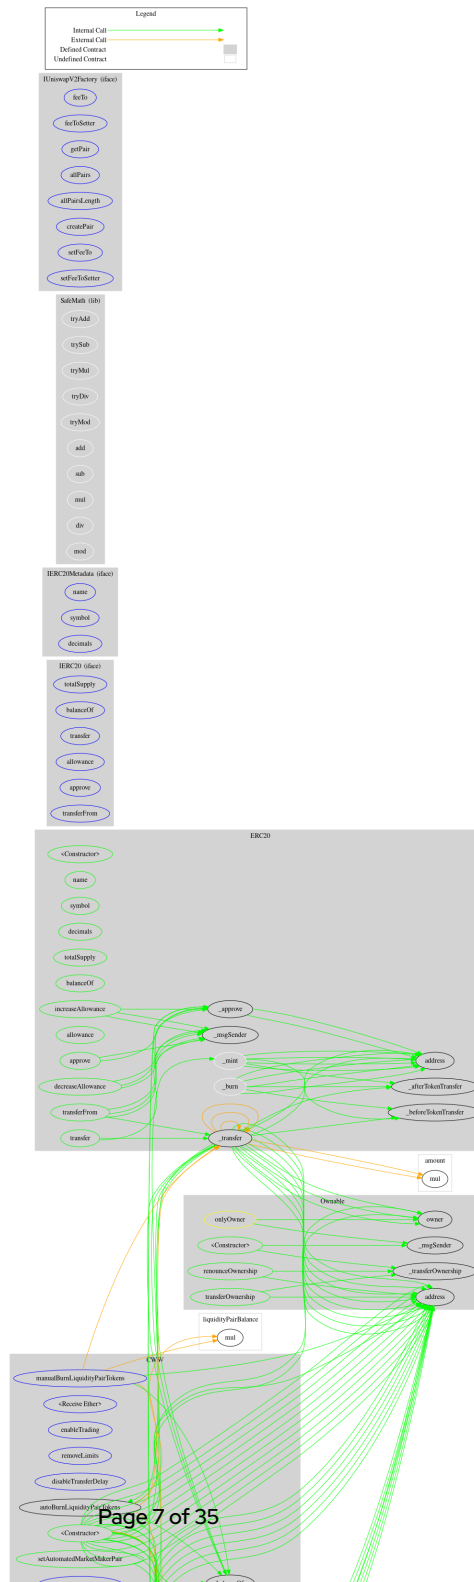 Legend
Internal Call
External Call
Defined Contract
Undefined Contract
IUniswapV2Factory (iface)
feeTo
feeToSetter
getPair
allPairs
allPairsLength
createPair
setFeeTo
setFeeToSetter
SafeMath (lib)
tryAdd
trySub
tryMul
tryDiv
tryMod
add
sub
mul
div
mod
IERC20Metadata (iface)
name
symbol
decimals
IERC20 (iface)
totalSupply
balanceOf
transfer
allowance
approve
transferFrom
ERC20
<Constructor>
name
symbol
decimals
totalSupply
balanceOf
increaseAllowance
_approve
allowance
_msgSender
approve
_mint
address
decreaseAllowance
_burn
_afterTokenTransfer
transferFrom
_beforeTokenTransfer
transfer
_transfer
amount
mul
Ownable
onlyOwner
owner
<Constructor>
_msgSender
renounceOwnership
_transferOwnership
transferOwnership
address
liquidityPairBalance
mul
CWW
manualBurnLiquidityPairTokens
<Receive Ether>
enableTrading
removeLimits
disableTransferDelay
autoBurnLiquidityPairTokens
Page 7 of 35
<Constructor>
setAutomatedMarketMakerPair